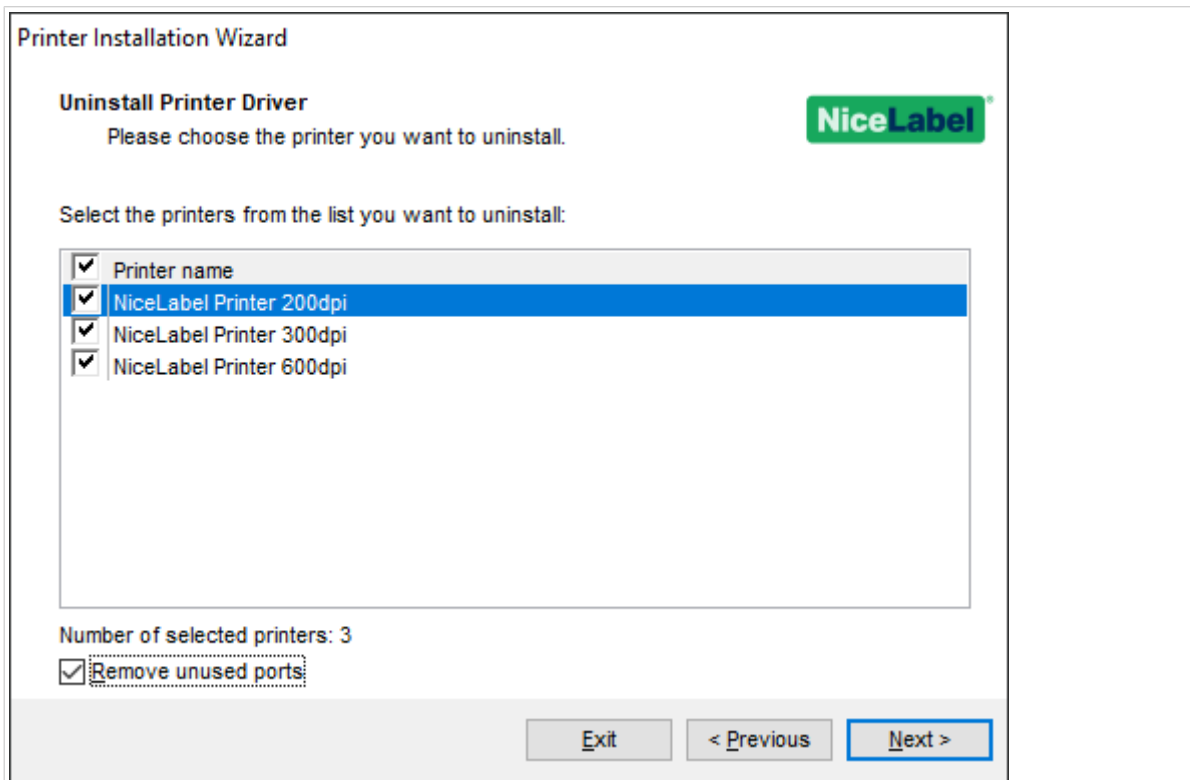 Printer Installation Wizard
Uninstall Printer Driver
Please choose the printer you want to uninstall.
NiceLabel®
Select the printers from the list you want to uninstall:
Printer name
NiceLabel Printer 200dpi
NiceLabel Printer 300dpi
NiceLabel Printer 600dpi
Number of selected printers: 3
Remove unused ports
Exit < Previous Next >